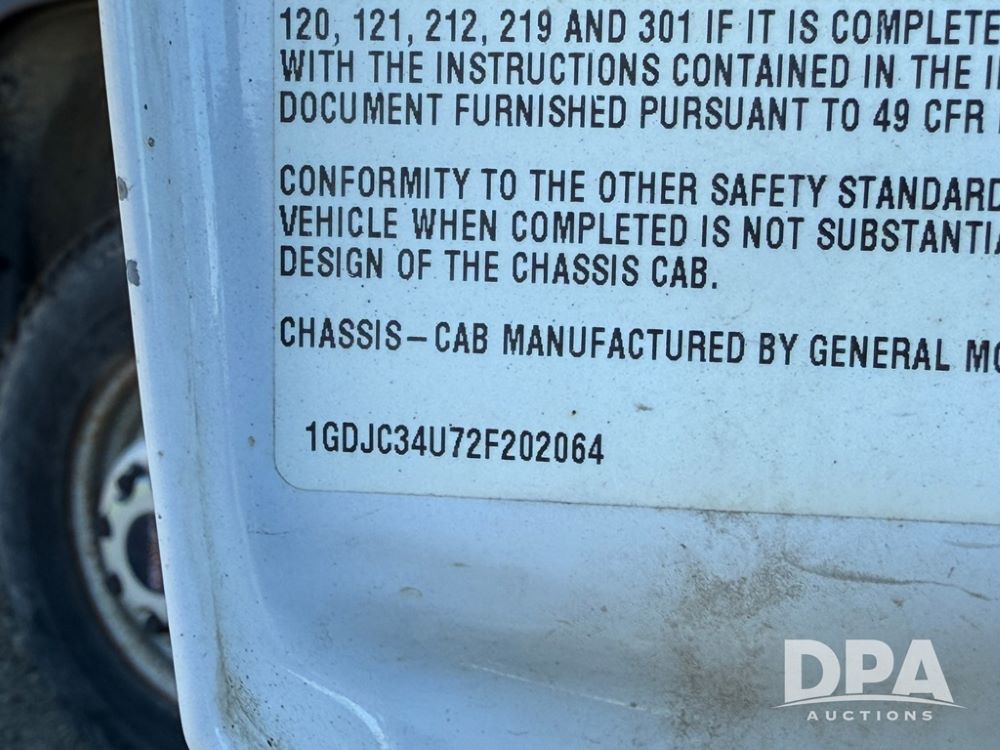 120, 121, 212, 219 AND 301 IF IT IS COMPLETE
WITH THE INSTRUCTIONS CONTAINED IN THE
DOCUMENT FURNISHED PURSUANT TO 49 CFR
CONFORMITY TO THE OTHER SAFETY STANDARD
VEHICLE WHEN COMPLETED IS NOT SUBSTANTIA
DESIGN OF THE CHASSIS CAB.
CHASSIS-CAB MANUFACTURED BY GENERAL MO
1GDJC34U72F202064
DPA
AUCTIONS